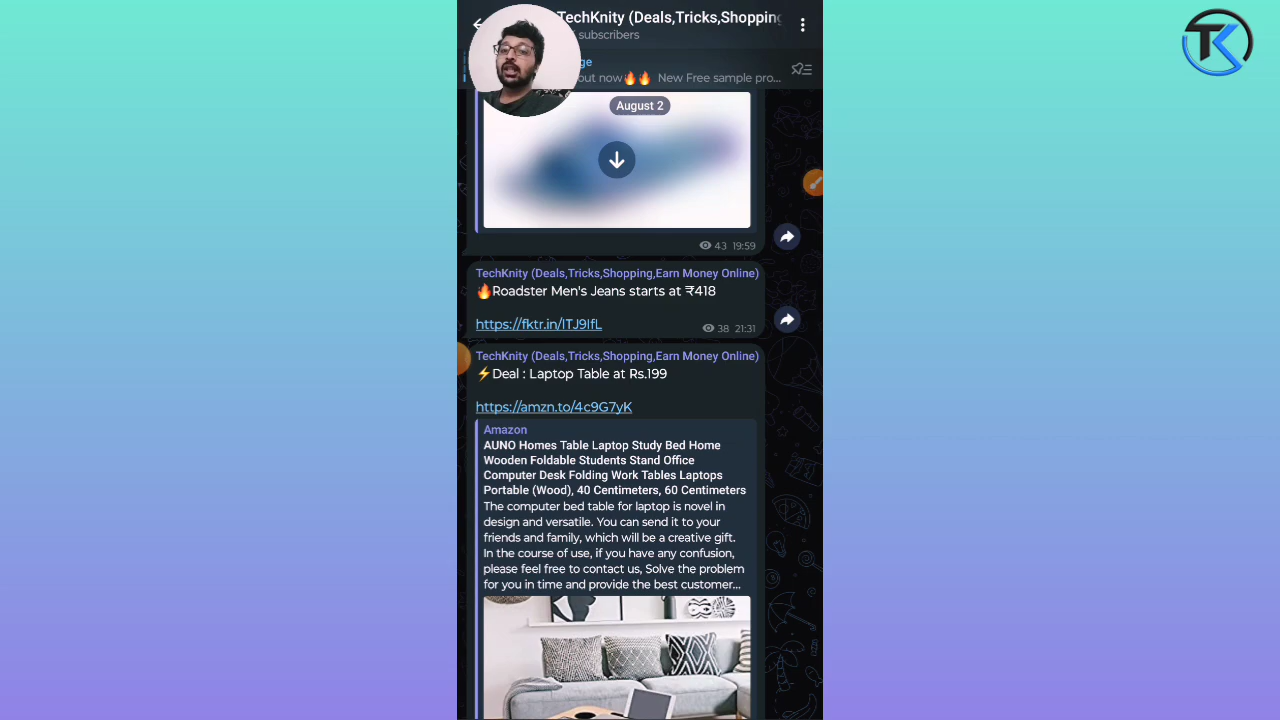 TechKnity (Deals,Tricks,Shopping
subscribers
ge
out now🔥🔥 New Free sample pro...
August 2
43 19:59
TechKnity (Deals,Tricks,Shopping,Earn Money Online)
🔥Roadster Men's Jeans starts at ₹418
https://fktr.in/ITJ9IfL
38 21:31
TechKnity (Deals,Tricks,Shopping,Earn Money Online)
⚡Deal : Laptop Table at Rs.199
https://amzn.to/4c9G7yK
Amazon
AUNO Homes Table Laptop Study Bed Home
Wooden Foldable Students Stand Office
Computer Desk Folding Work Tables Laptops
Portable (Wood), 40 Centimeters, 60 Centimeters
The computer bed table for laptop is novel in
design and versatile. You can send it to your
friends and family, which will be a creative gift.
In the course of use, if you have any confusion,
please feel free to contact us, Solve the problem
for you in time and provide the best customer...
TK